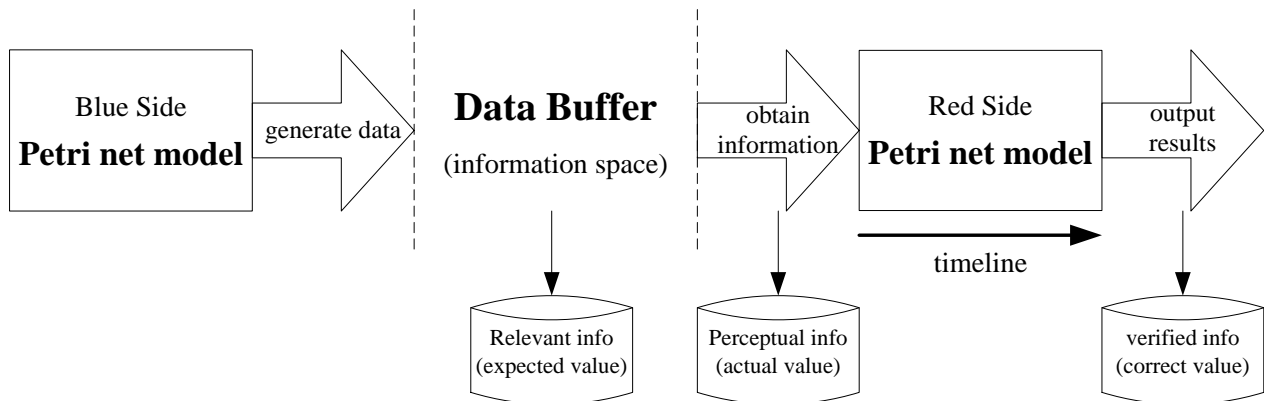 Blue Side
Petri net model
generate data
Data Buffer
(information space)
obtain
information
Red Side
Petri net model
output
results
timeline
Relevant info
(expected value)
Perceptual info
(actual value)
verified info
(correct value)